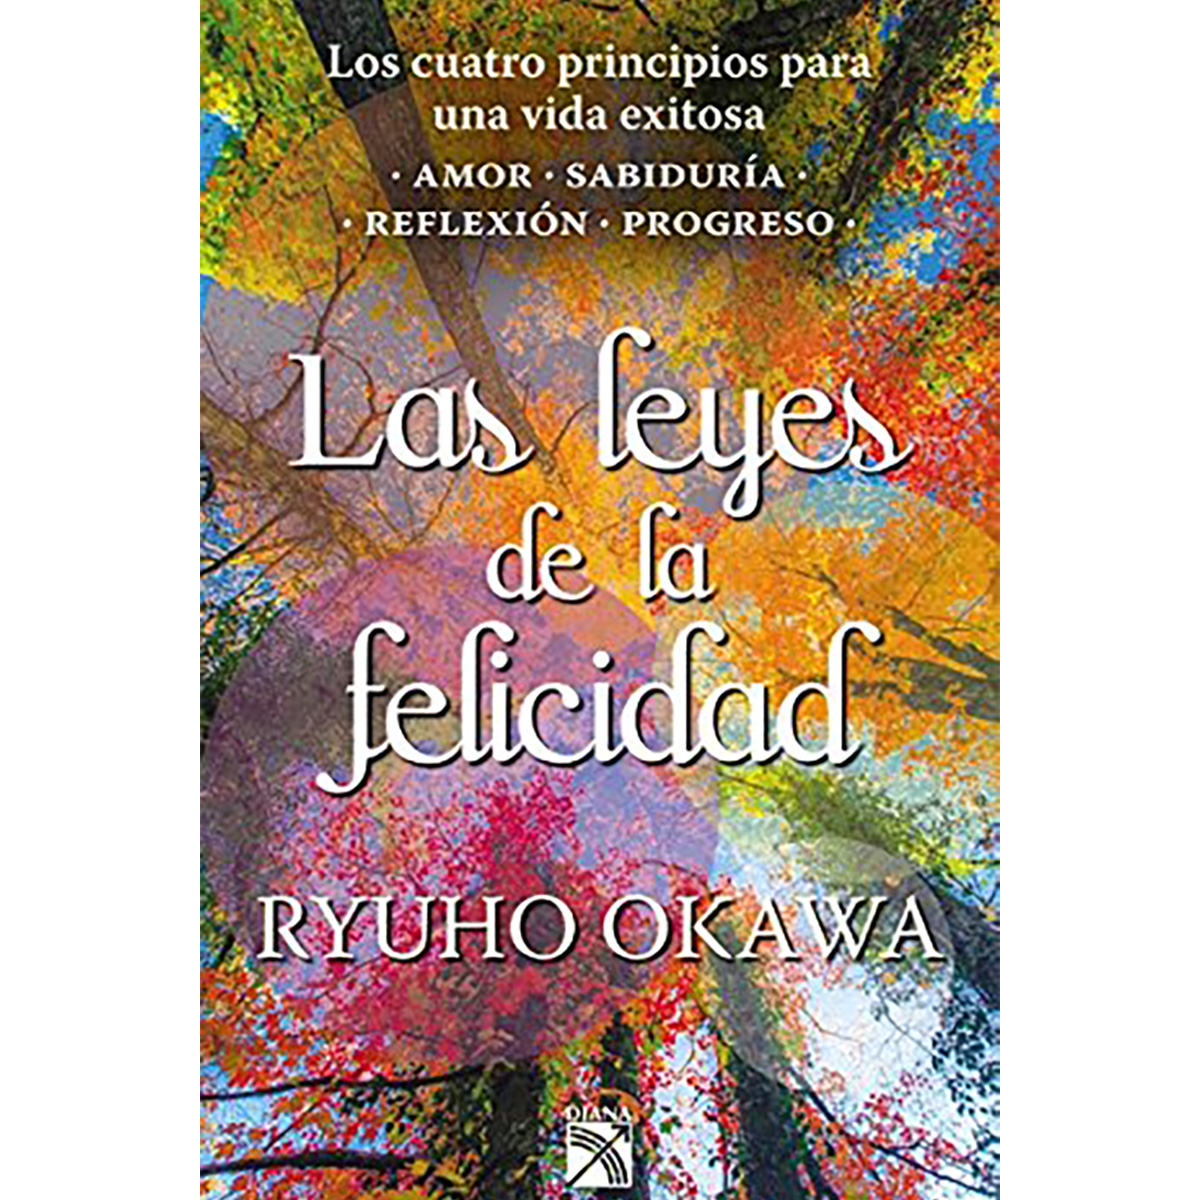 Los cuatro principios para
una vida exitosa
· AMOR · SABIDURÍA ·
· REFLEXIÓN · PROGRESO ·
Las leyes
de la
felicidad
RYUHO OKAWA
DIANA